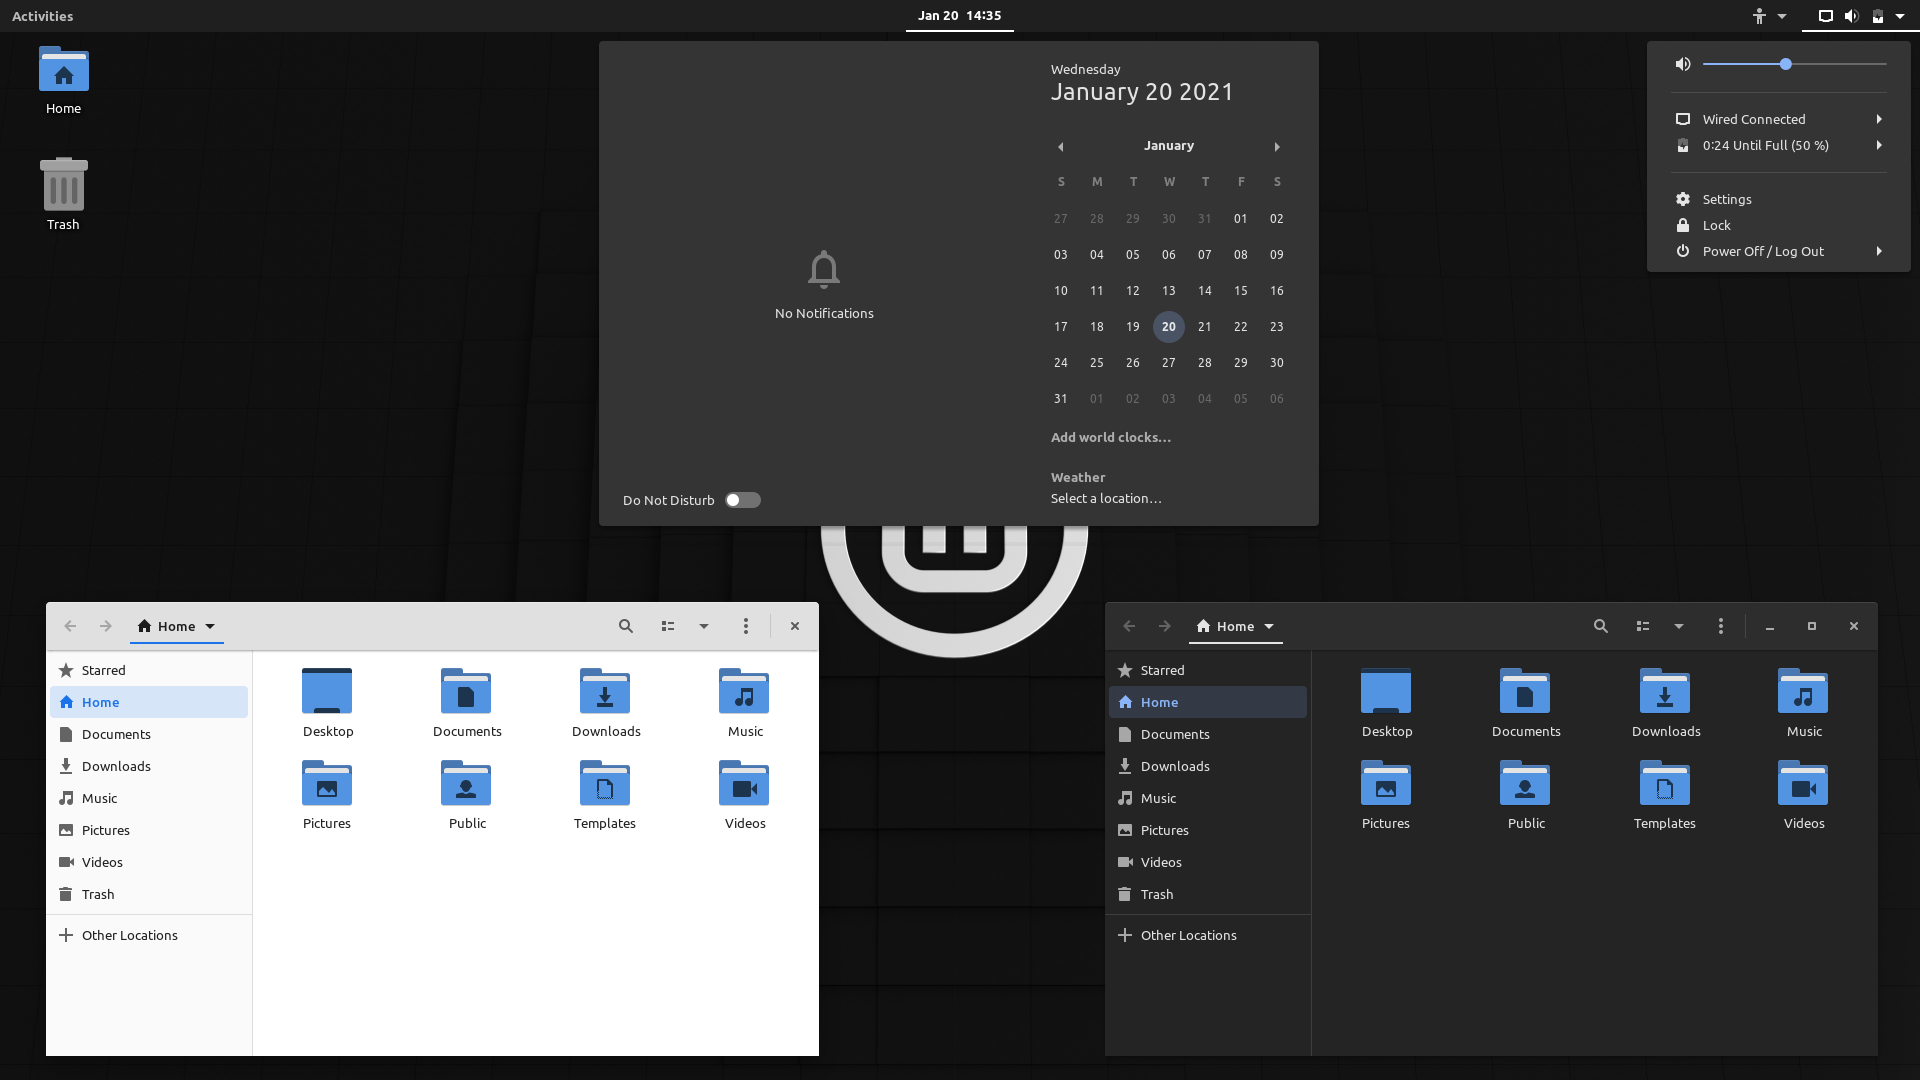 Activities
Jan 20 14:35
Home
Trash
No Notifications
Do Not Disturb
Wednesday
January 20 2021
January
S M T W T F S
27 28 29 30 31 01 02
03 04 05 06 07 08 09
10 11 12 13 14 15 16
17 18 19 20 21 22 23
24 25 26 27 28 29 30
31 01 02 03 04 05 06
Add world clocks…
Weather
Select a location…
Wired Connected
0:24 Until Full (50 %)
Settings
Lock
Power Off / Log Out
Home
Starred
Home
Documents
Downloads
Music
Pictures
Videos
Trash
Other Locations
Desktop Documents Downloads Music
Pictures Public Templates Videos
Home
Starred
Home
Documents
Downloads
Music
Pictures
Videos
Trash
Other Locations
Desktop Documents Downloads Music
Pictures Public Templates Videos